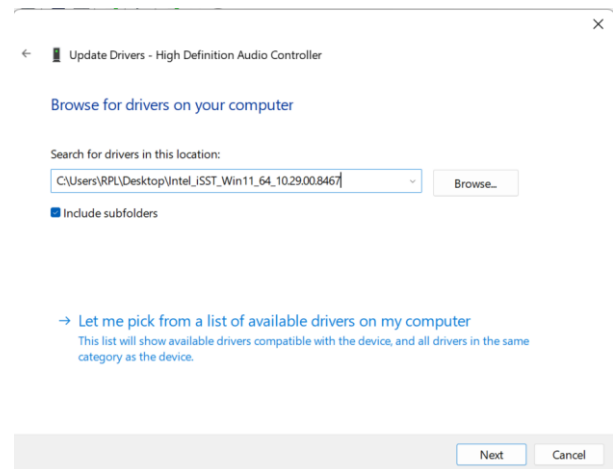 Update Drivers - High Definition Audio Controller
Browse for drivers on your computer
Search for drivers in this location:
C:\Users\RPL\Desktop\Intel_iSST_Win11_64_10.29.00.8467
Browse...
Include subfolders
Let me pick from a list of available drivers on my computer
This list will show available drivers compatible with the device, and all drivers in the same
category as the device.
Next
Cancel